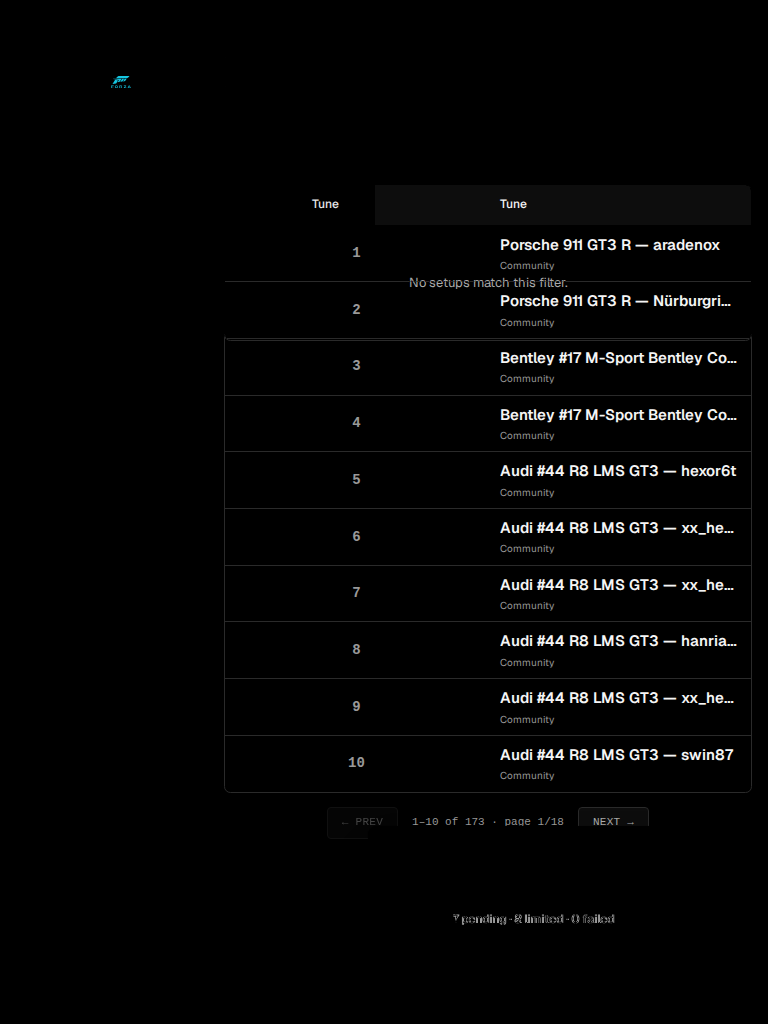 FORZA
Tune Tune
1 Porsche 911 GT3 R — aradenox
Community
No setups match this filter.
2 Porsche 911 GT3 R — Nürburgri...
Community
3 Bentley #17 M-Sport Bentley Co...
Community
4 Bentley #17 M-Sport Bentley Co...
Community
5 Audi #44 R8 LMS GT3 — hexor6t
Community
6 Audi #44 R8 LMS GT3 — xx_he...
Community
7 Audi #44 R8 LMS GT3 — xx_he...
Community
8 Audi #44 R8 LMS GT3 — hanria...
Community
9 Audi #44 R8 LMS GT3 — xx_he...
Community
10 Audi #44 R8 LMS GT3 — swin87
Community
← PREV 1–10 of 173 · page 1/18 NEXT →
pending · limited · 0 failed